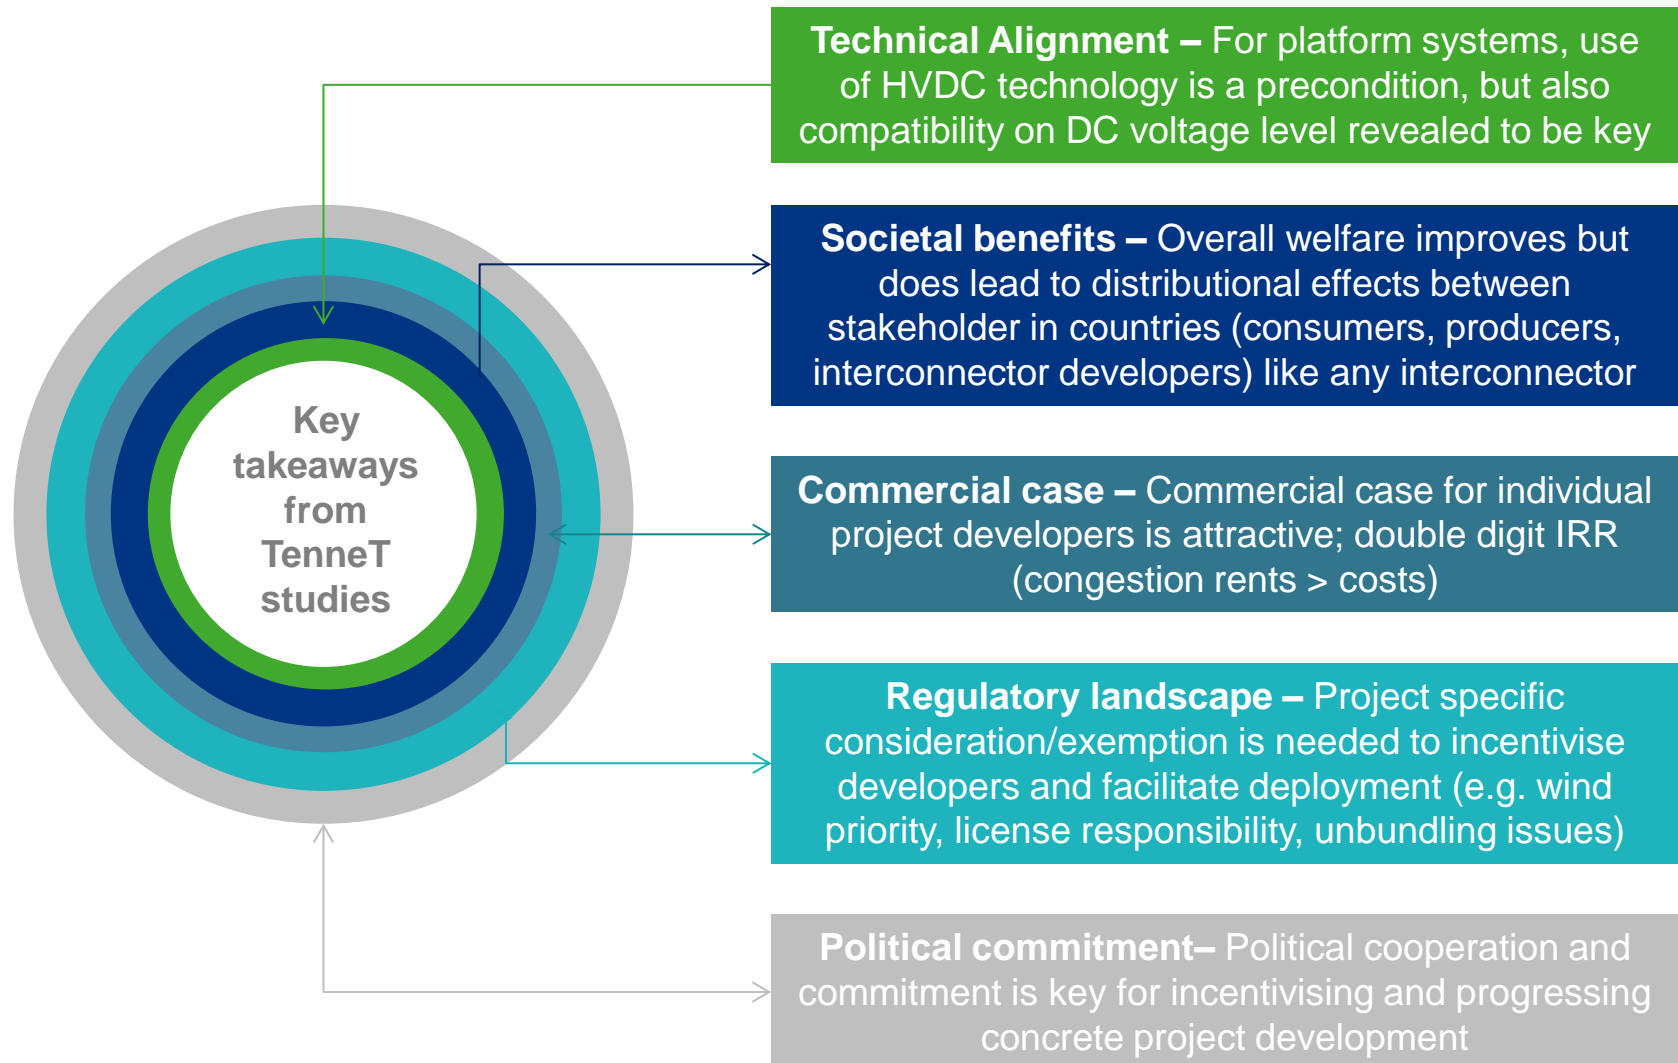 Key
takeaways
from
TenneT
studies
Technical Alignment – For platform systems, use
of HVDC technology is a precondition, but also
compatibility on DC voltage level revealed to be key
Societal benefits – Overall welfare improves but
does lead to distributional effects between
stakeholder in countries (consumers, producers,
interconnector developers) like any interconnector
Commercial case – Commercial case for individual
project developers is attractive; double digit IRR
(congestion rents > costs)
Regulatory landscape – Project specific
consideration/exemption is needed to incentivise
developers and facilitate deployment (e.g. wind
priority, license responsibility, unbundling issues)
Political commitment– Political cooperation and
commitment is key for incentivising and progressing
concrete project development